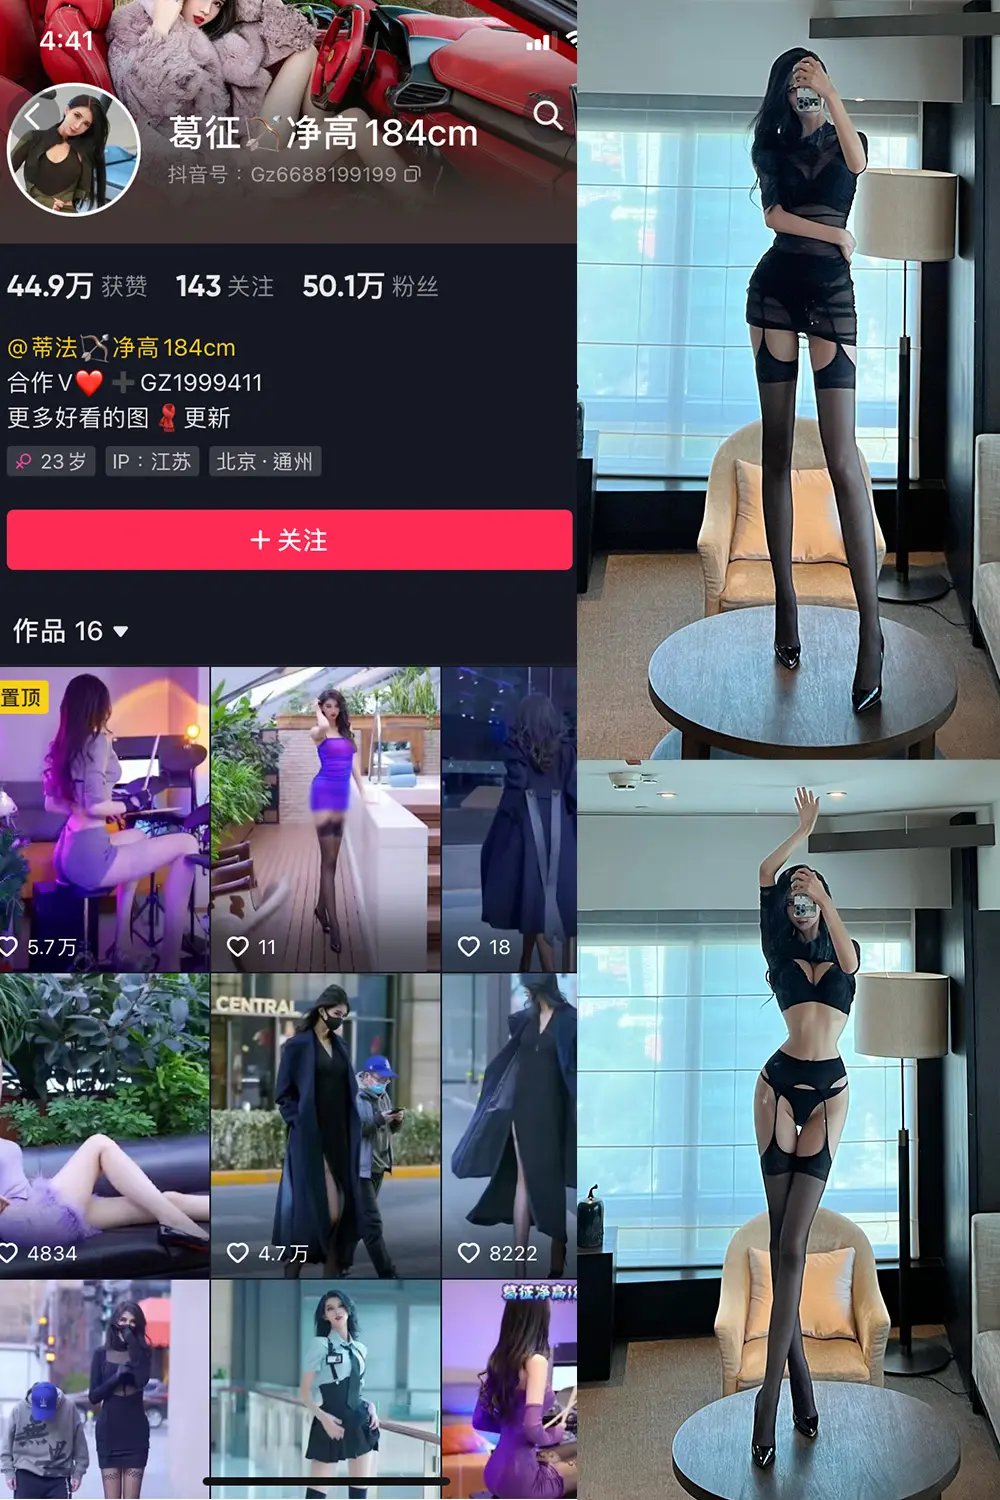 4:41
葛征🏹净高184cm
抖音号：Gz6688199199
44.9万 获赞 143 关注 50.1万 粉丝
@蒂法🏹净高184cm
合作V❤️➕GZ1999411
更多好看的图🧣更新
23岁 IP：江苏 北京·通州
+ 关注
作品 16
置顶
5.7万 11 18
CENTRAL
4834 4.7万 8222
葛征净高